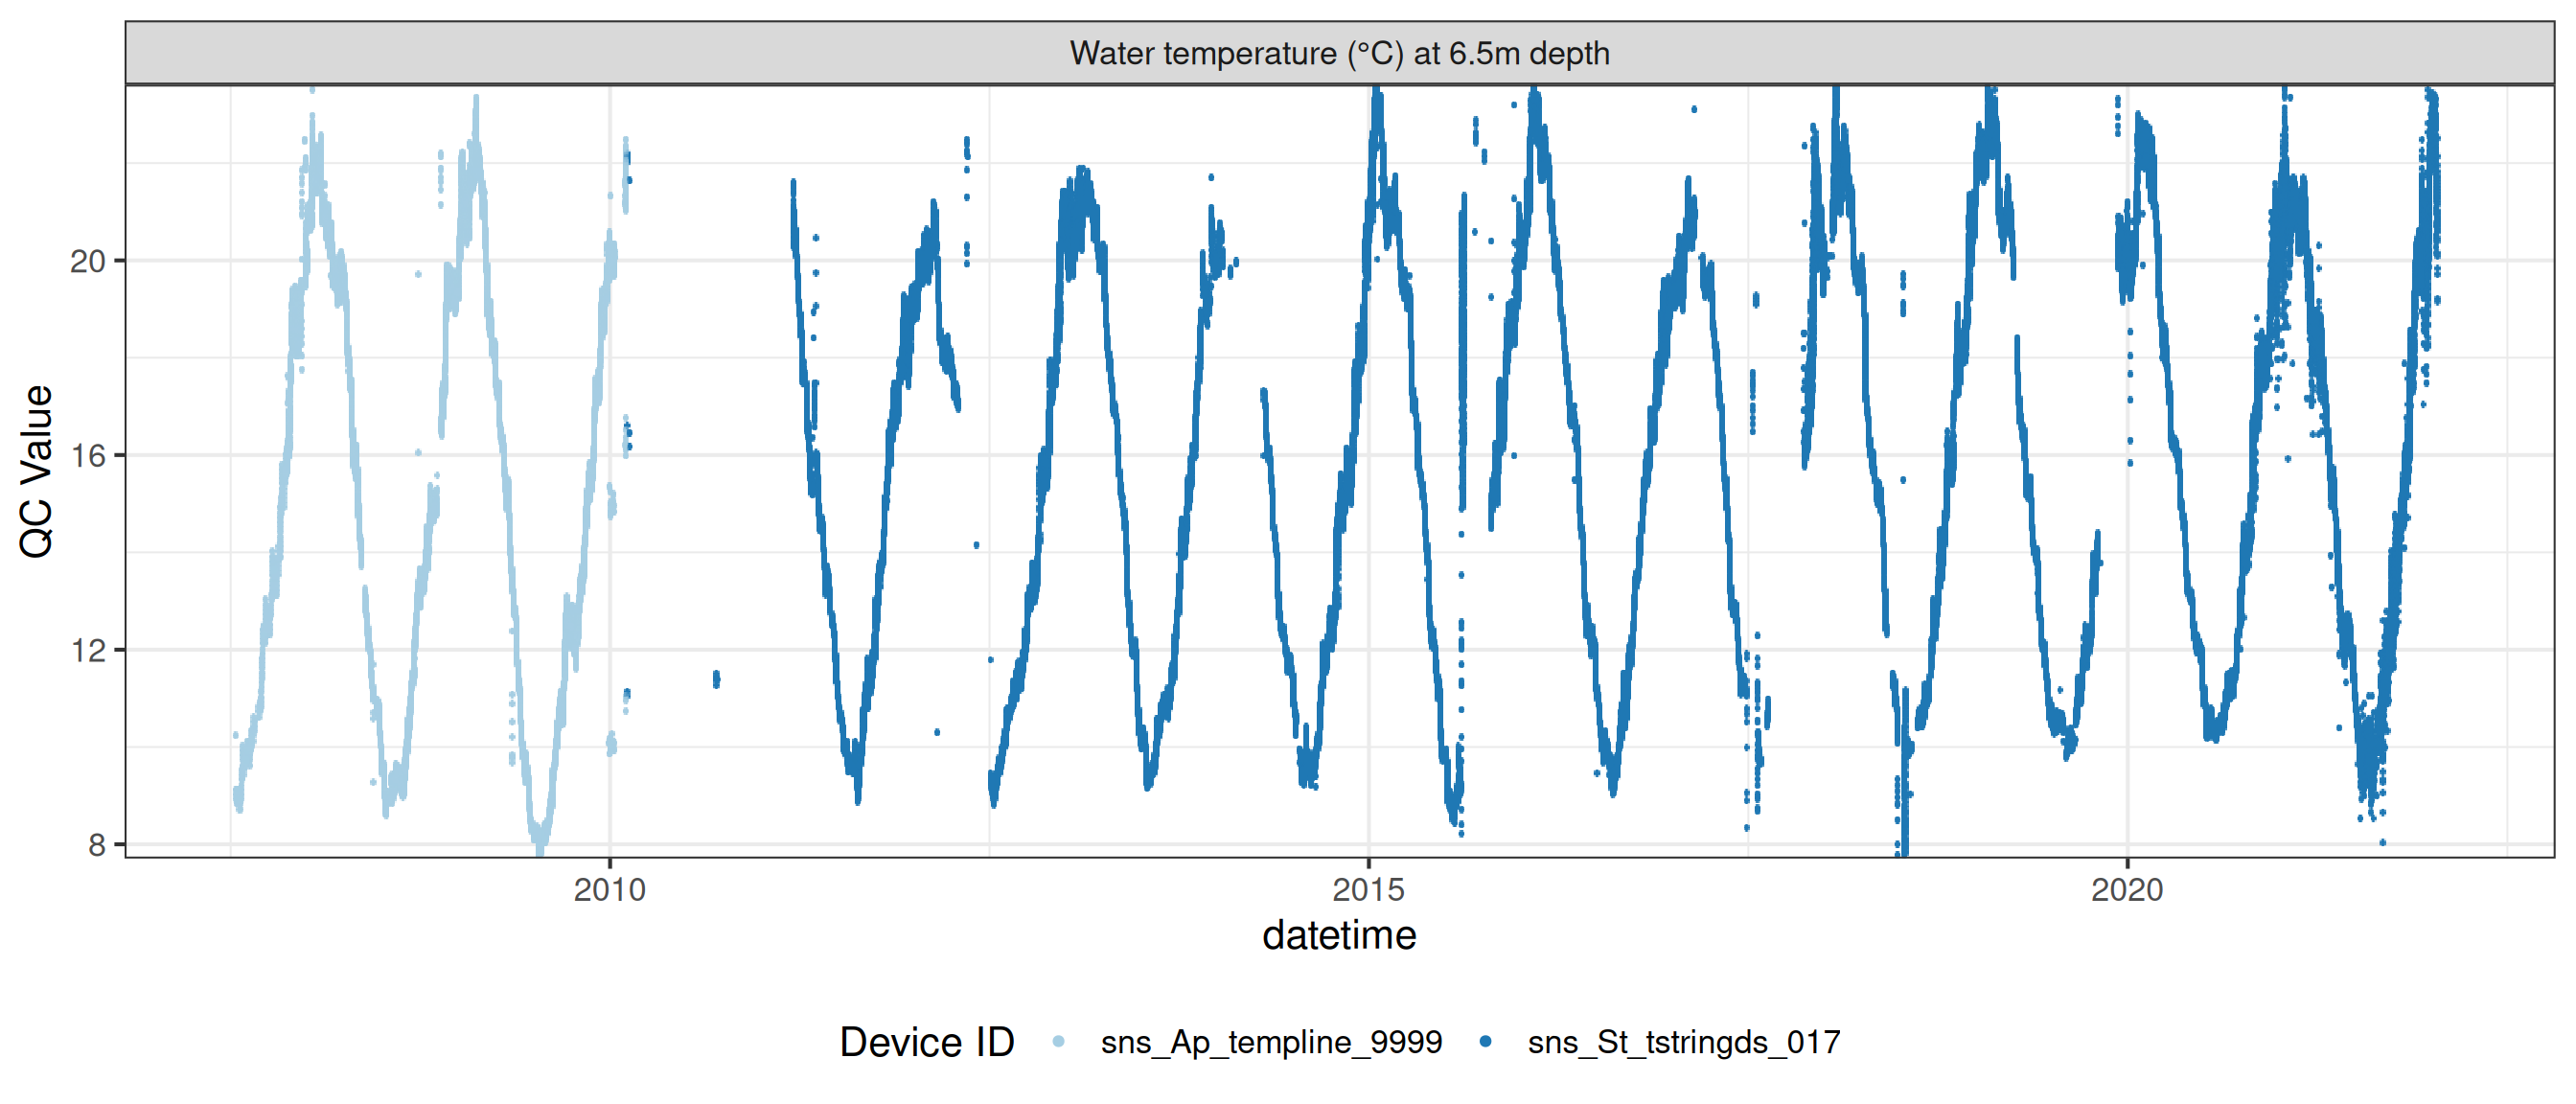 Water temperature (°C) at 6.5m depth
QC Value
20
16
12
8
2010 2015 2020
datetime
Device ID sns_Ap_templine_9999 sns_St_tstringds_017